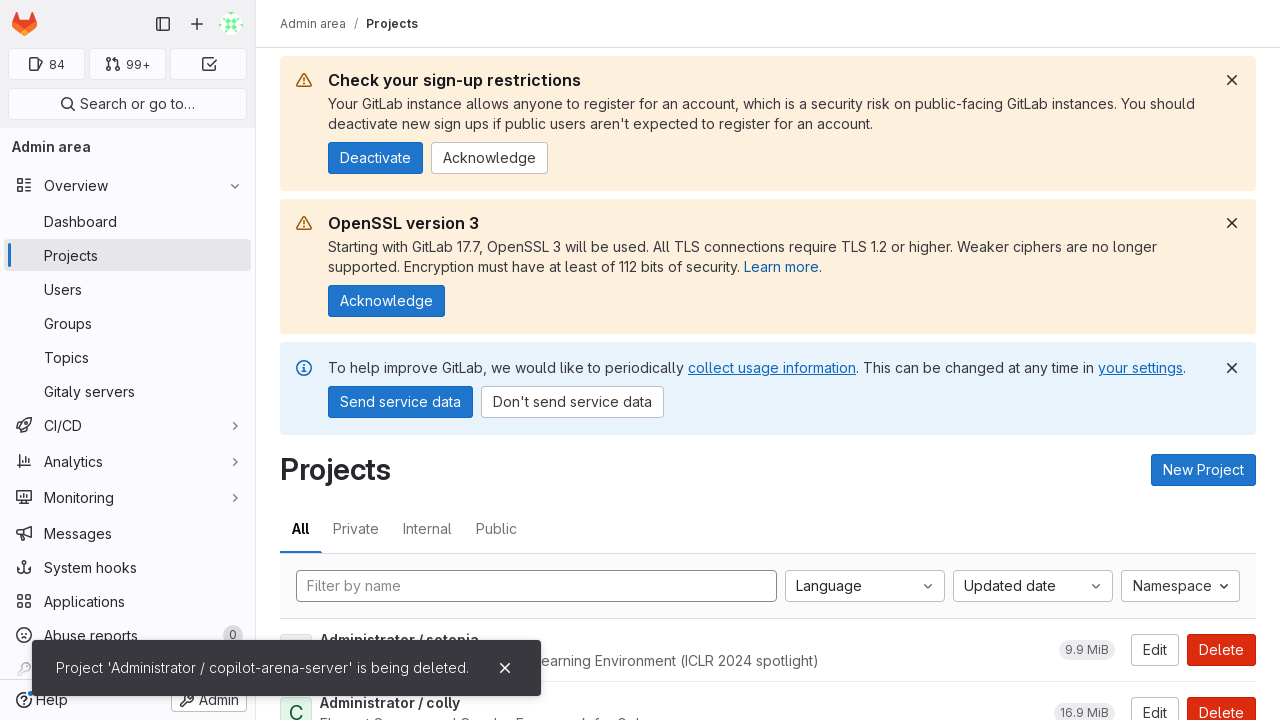 Admin area / Projects
84
99+
Search or go to…
Admin area
Overview
Dashboard
Projects
Users
Groups
Topics
Gitaly servers
CI/CD
Analytics
Monitoring
Messages
System hooks
Applications
Abuse reports 0
Help
Admin
Check your sign-up restrictions
Your GitLab instance allows anyone to register for an account, which is a security risk on public-facing GitLab instances. You should
deactivate new sign ups if public users aren't expected to register for an account.
Deactivate Acknowledge
OpenSSL version 3
Starting with GitLab 17.7, OpenSSL 3 will be used. All TLS connections require TLS 1.2 or higher. Weaker ciphers are no longer
supported. Encryption must have at least of 112 bits of security. Learn more.
Acknowledge
To help improve GitLab, we would like to periodically collect usage information. This can be changed at any time in your settings.
Send service data Don't send service data
Projects
New Project
All Private Internal Public
Filter by name Language Updated date Namespace
Administrator / sotopia
earning Environment (ICLR 2024 spotlight)
9.9 MiB Edit Delete
C Administrator / colly
16.9 MiB Edit Delete
Project 'Administrator / copilot-arena-server' is being deleted.